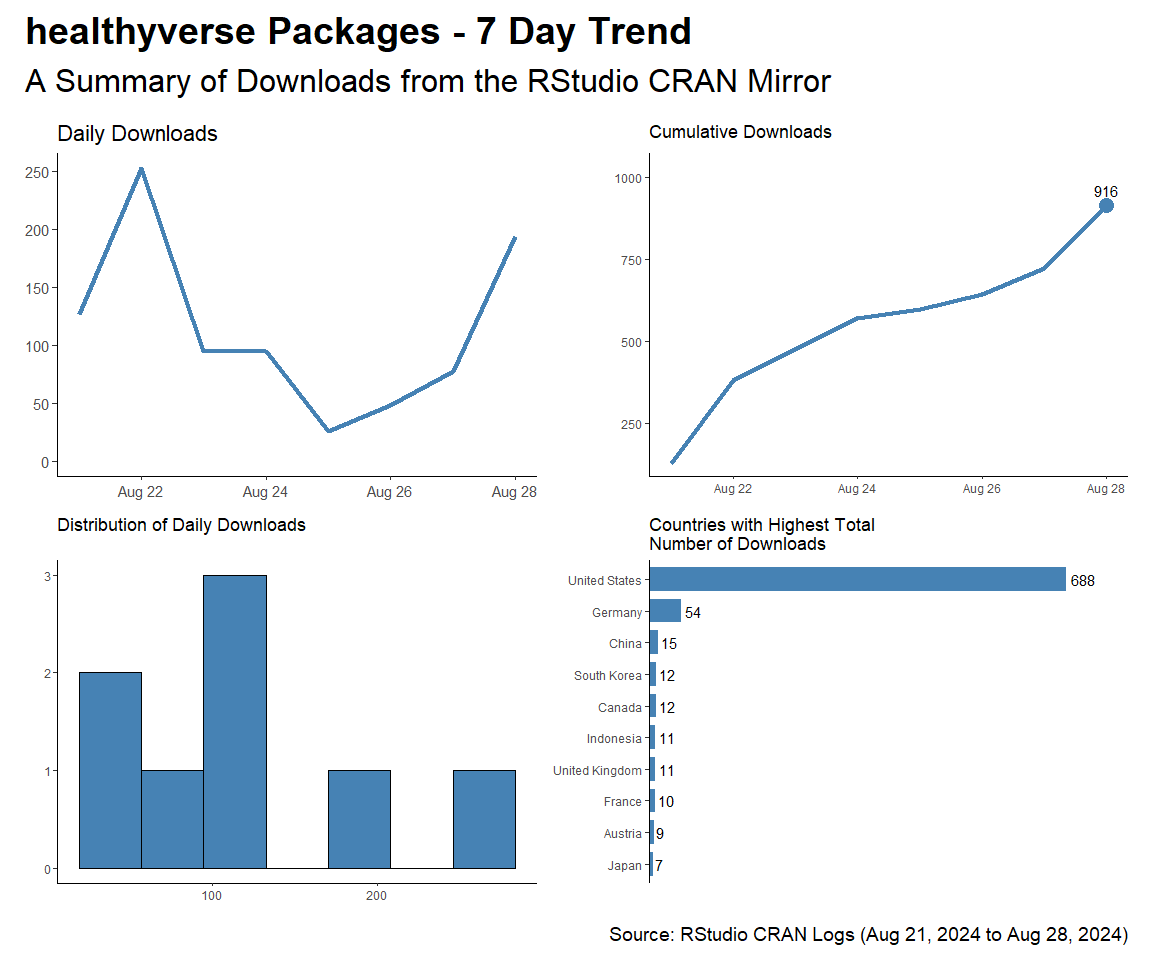 healthyverse Packages - 7 Day Trend
A Summary of Downloads from the RStudio CRAN Mirror
Daily Downloads
250
200
150
100
50
0
Aug 22 Aug 24 Aug 26 Aug 28
Cumulative Downloads
1000
750
500
250
916
Aug 22 Aug 24 Aug 26 Aug 28
Distribution of Daily Downloads
3
2
1
0
100 200
Countries with Highest Total
Number of Downloads
United States 688
Germany 54
China 15
South Korea 12
Canada 12
Indonesia 11
United Kingdom 11
France 10
Austria 9
Japan 7
Source: RStudio CRAN Logs (Aug 21, 2024 to Aug 28, 2024)